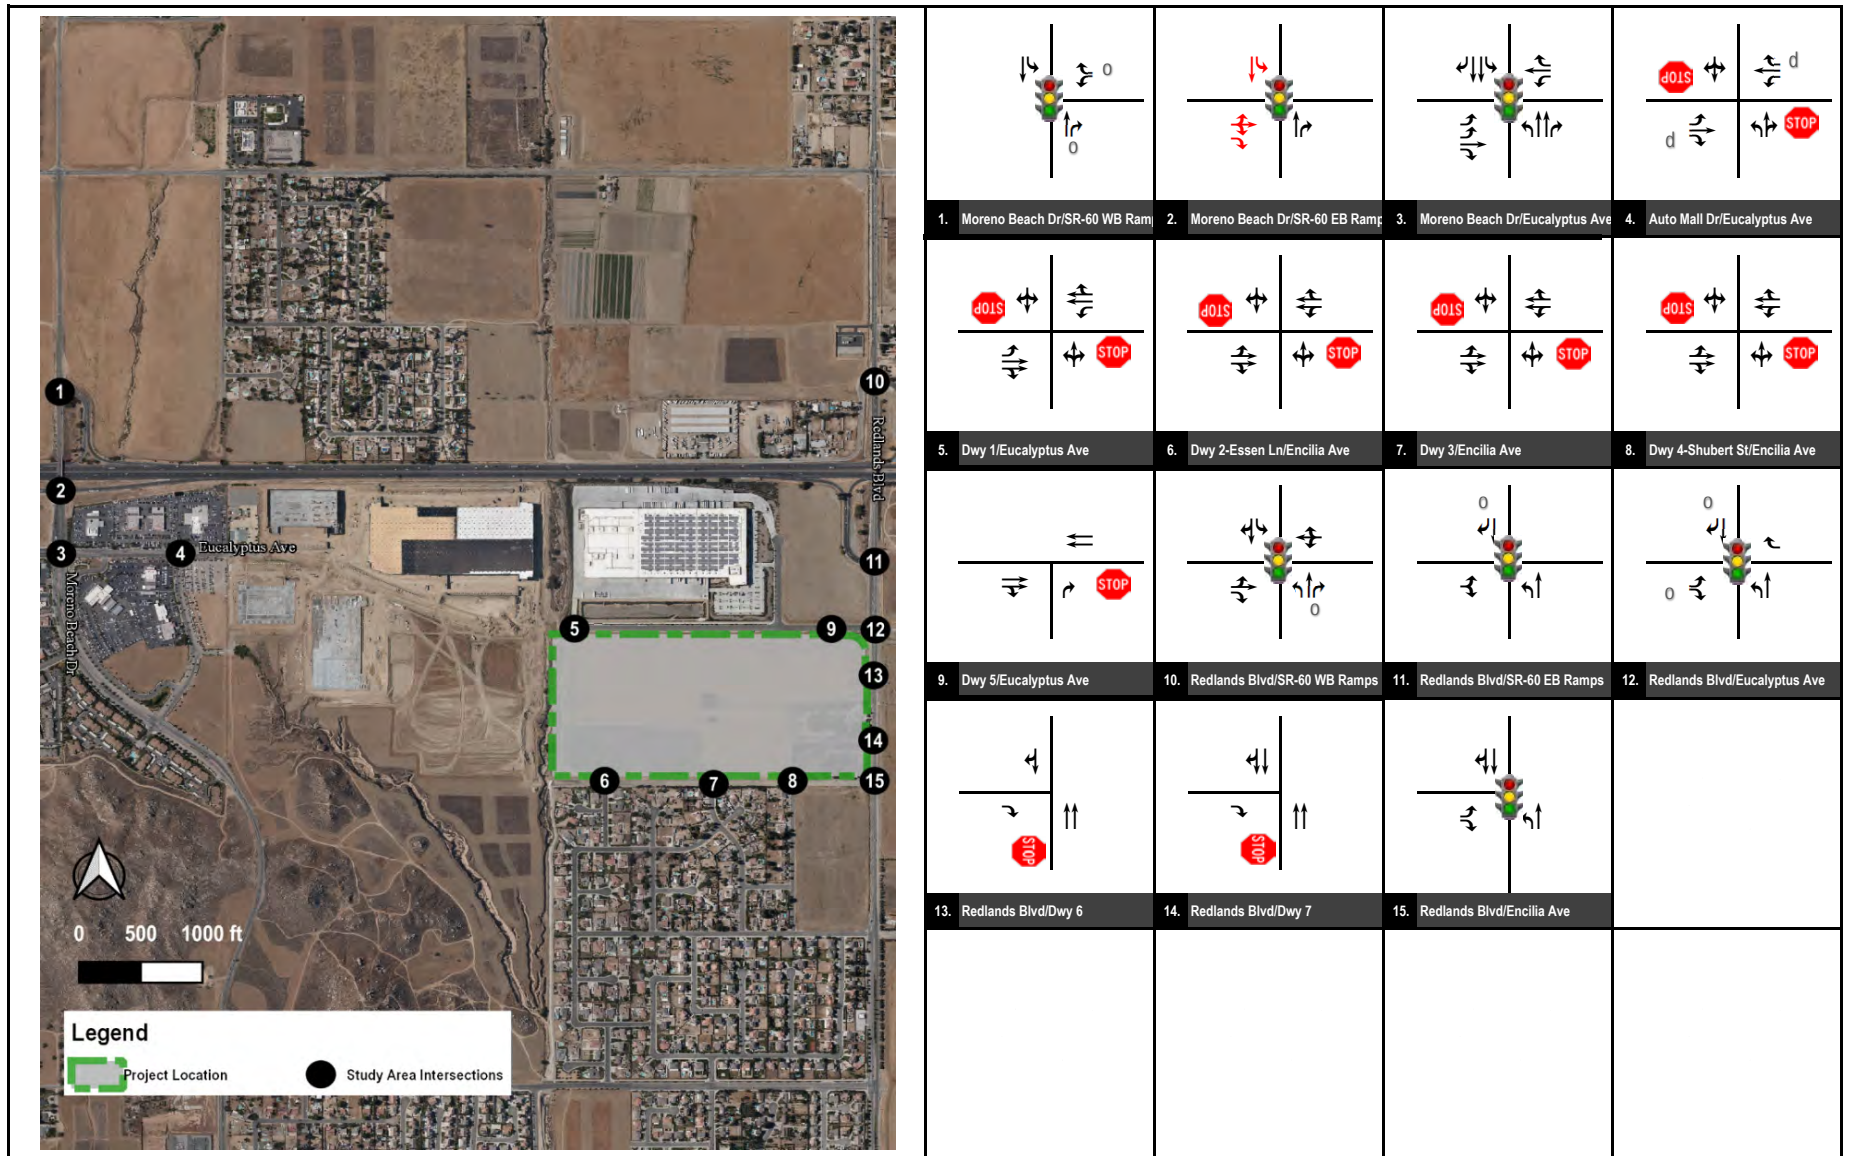 1
2
3
4
Eucalyptus Ave
Moreno Beach Dr
5
6
7
8
9
10
Redlands Blvd
11
12
13
14
15
0 500 1000 ft
Legend
Project Location
Study Area Intersections
O
O
1. Moreno Beach Dr/SR-60 WB Ramp
2. Moreno Beach Dr/SR-60 EB Ramp
3. Moreno Beach Dr/Eucalyptus Ave
STOP
d
d
STOP
4. Auto Mall Dr/Eucalyptus Ave
STOP
STOP
5. Dwy 1/Eucalyptus Ave
STOP
STOP
6. Dwy 2-Essen Ln/Encilia Ave
STOP
STOP
7. Dwy 3/Encilia Ave
STOP
STOP
8. Dwy 4-Shubert St/Encilia Ave
STOP
9. Dwy 5/Eucalyptus Ave
O
10. Redlands Blvd/SR-60 WB Ramps
O
11. Redlands Blvd/SR-60 EB Ramps
O
O
12. Redlands Blvd/Eucalyptus Ave
STOP
13. Redlands Blvd/Dwy 6
STOP
14. Redlands Blvd/Dwy 7
15. Redlands Blvd/Encilia Ave